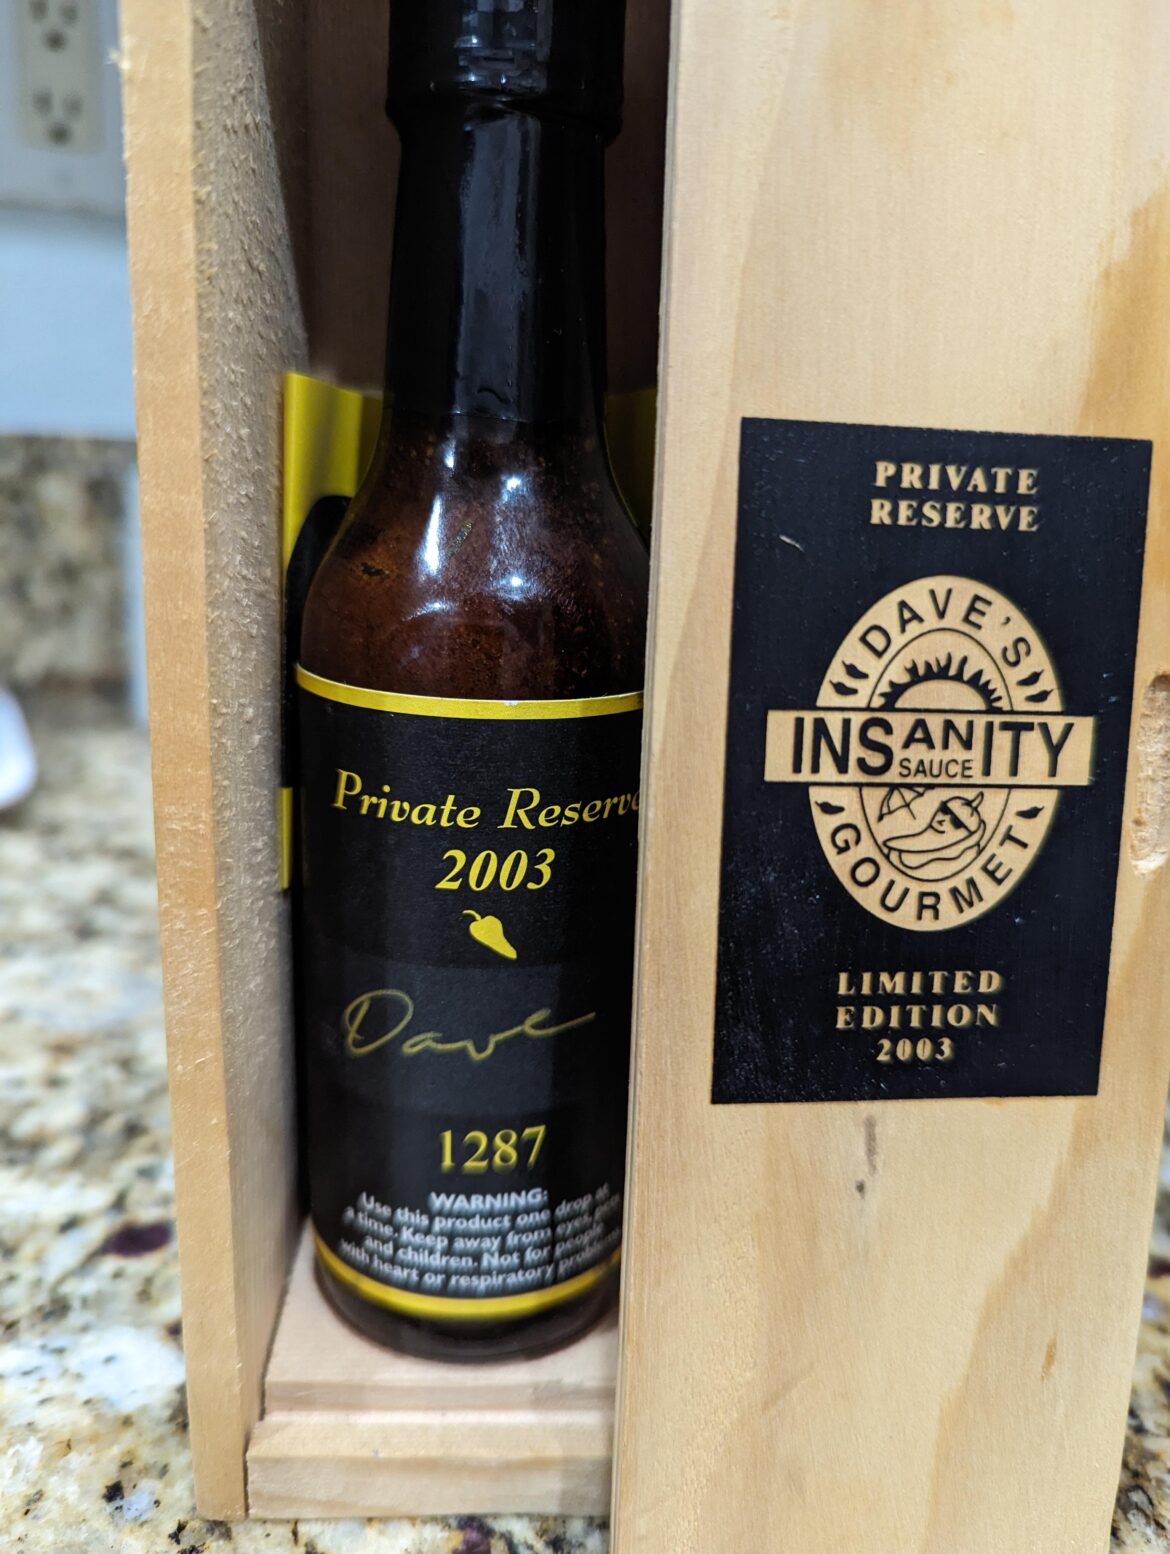 Private Reserve
2003
Dave
1287
WARNING:
Use this product one drop at
a time. Keep away from eyes, pets
and children. Not for people
with heart or respiratory problems.
PRIVATE
RESERVE
DAVE'S
INSANITY
SAUCE
GOURMET
LIMITED
EDITION
2003